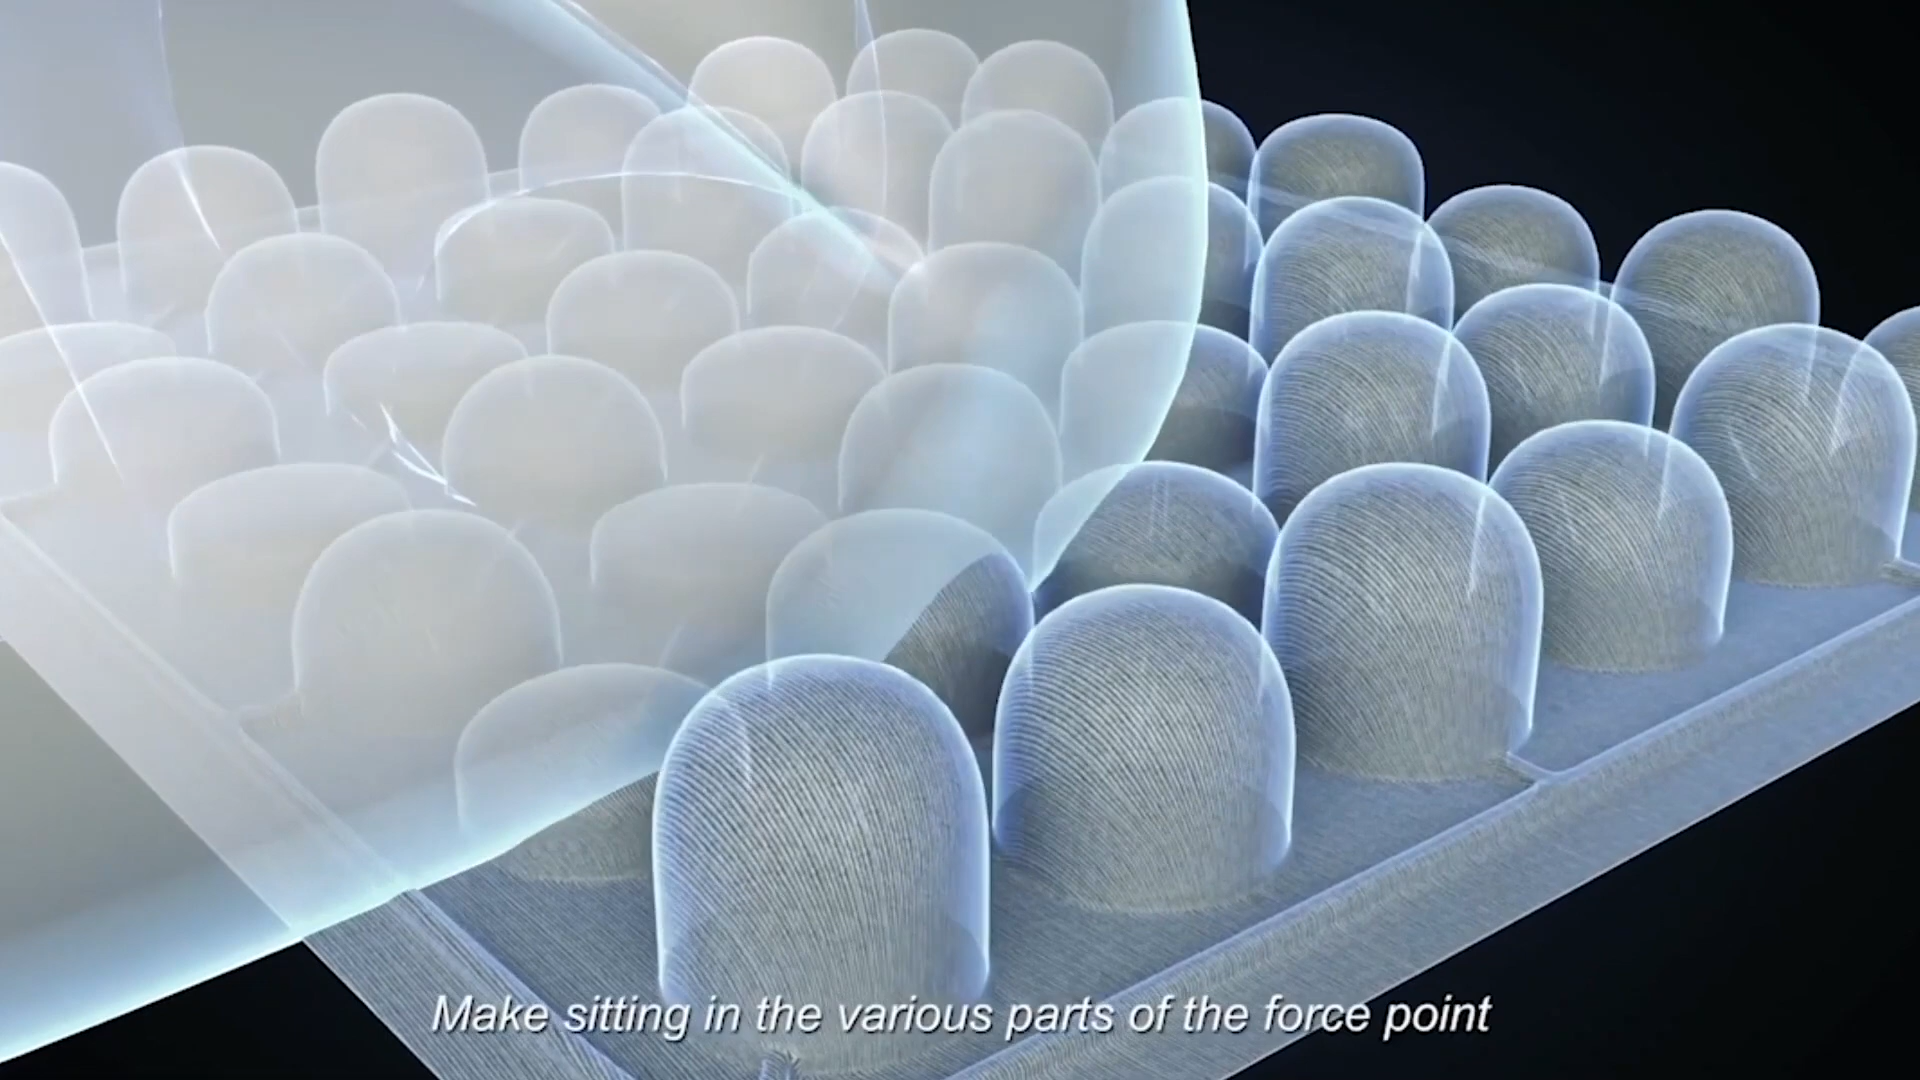 Make sitting in the various parts of the force point